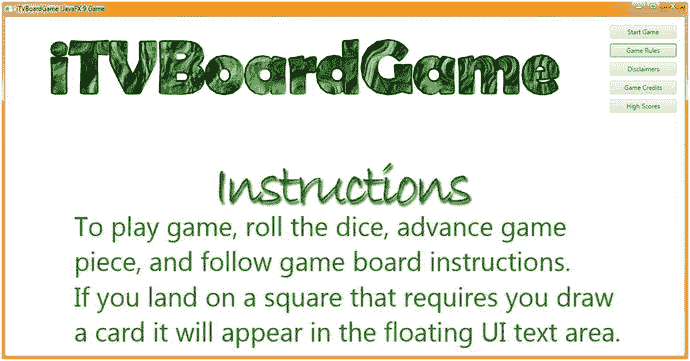 iTVBoardGame (JavaFX 9 Game
iTVBoardGame
Start Game
Game Rules
Disclaimers
Game Credits
High Scores
Instructions
To play game, roll the dice, advance game
piece, and follow game board instructions.
If you land on a square that requires you draw
a card it will appear in the floating UI text area.